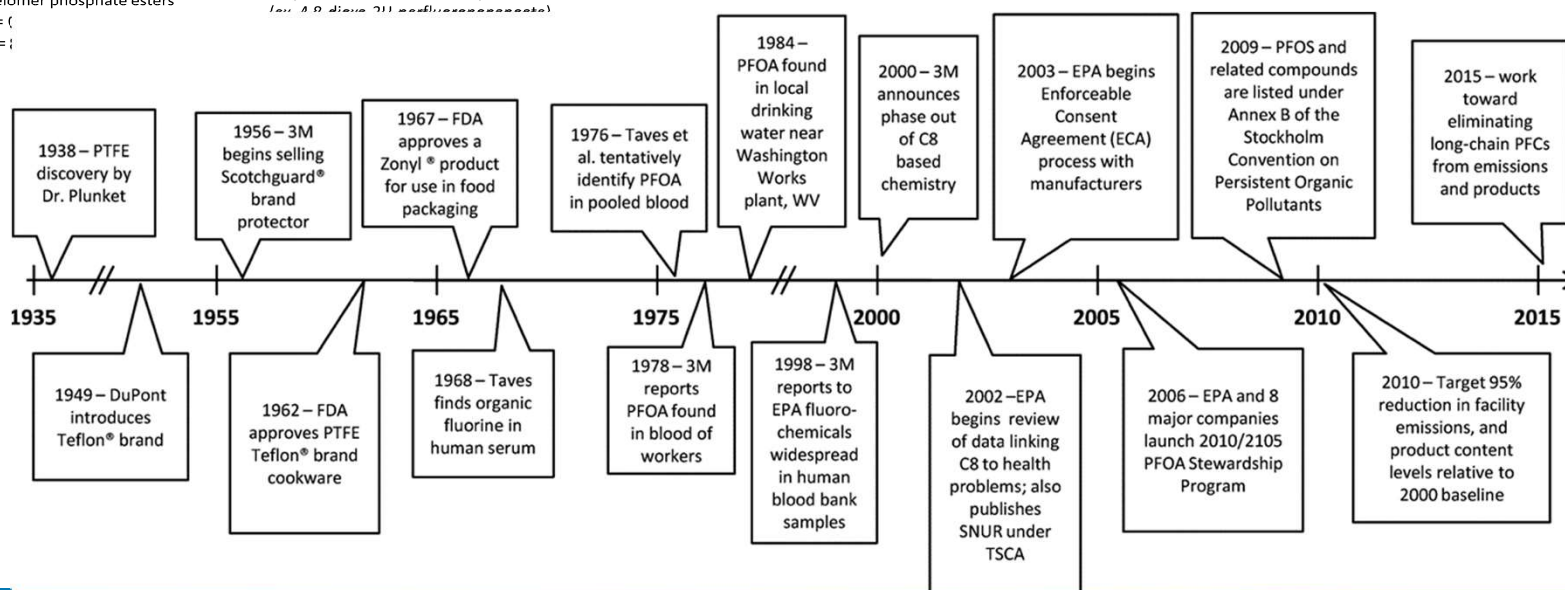 elomer phosphate esters
1938 – PTFE
discovery by
Dr. Plunket
1956 – 3M
begins selling
Scotchguard®
brand
protector
1967 – FDA
approves a
Zonyl ® product
for use in food
packaging
1976 – Taves et
al. tentatively
identify PFOA
in pooled blood
1984 –
PFOA found
in local
drinking
water near
Washington
Works
plant, WV
2000 – 3M
announces
phase out
of C8
based
chemistry
2003 – EPA begins
Enforceable
Consent
Agreement (ECA)
process with
manufacturers
2009 – PFOS and
related compounds
are listed under
Annex B of the
Stockholm
Convention on
Persistent Organic
Pollutants
2015 – work
toward
eliminating
long-chain PFCs
from emissions
and products
1935 1955 1965 1975 2000 2005 2010 2015
1949 – DuPont
introduces
Teflon® brand
1962 – FDA
approves PTFE
Teflon® brand
cookware
1968 – Taves
finds organic
fluorine in
human serum
1978 – 3M
reports
PFOA found
in blood of
workers
1998 – 3M
reports to
EPA fluoro-
chemicals
widespread
in human
blood bank
samples
2002 –EPA
begins review
of data linking
C8 to health
problems; also
publishes
SNUR under
TSCA
2006 – EPA and 8
major companies
launch 2010/2105
PFOA Stewardship
Program
2010 – Target 95%
reduction in facility
emissions, and
product content
levels relative to
2000 baseline